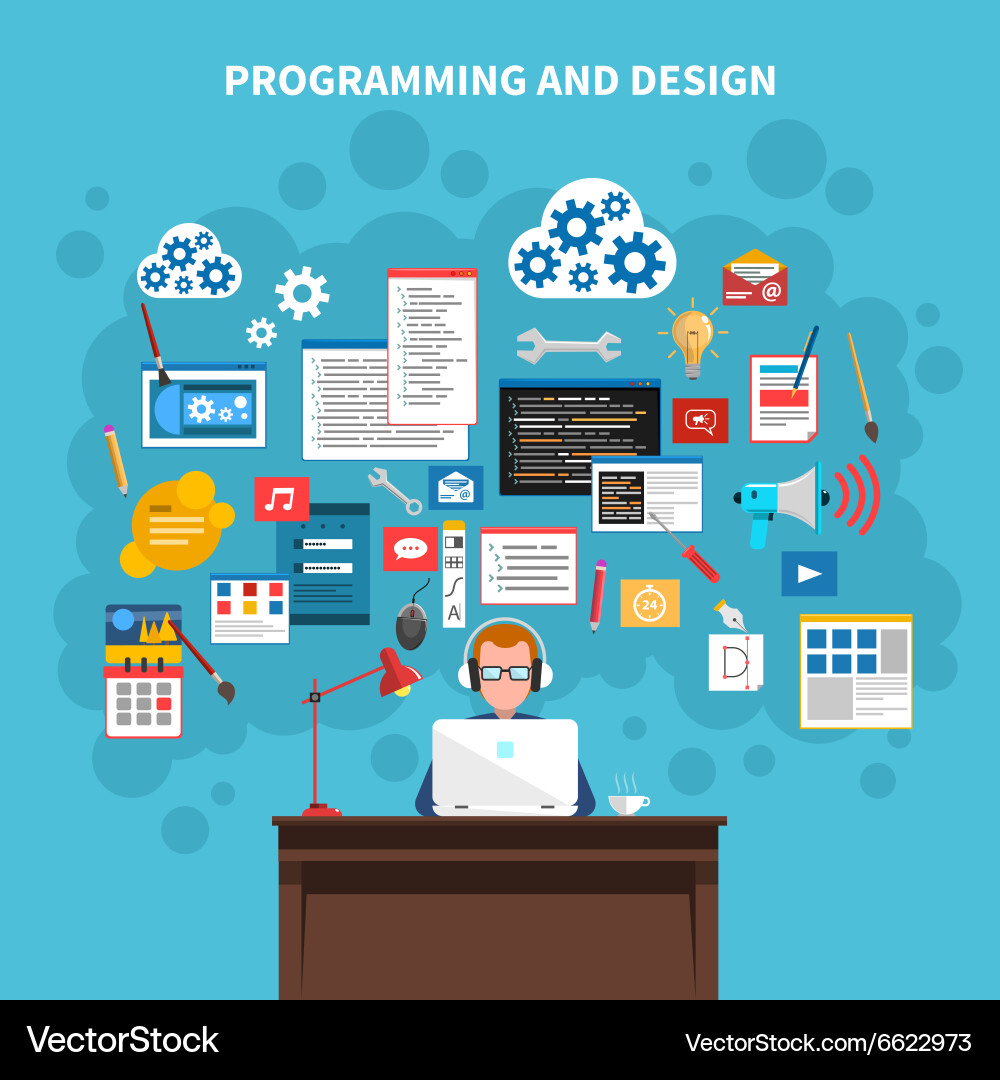 PROGRAMMING AND DESIGN
@
@
24
A
D
VectorStock
VectorStock.com/6622973